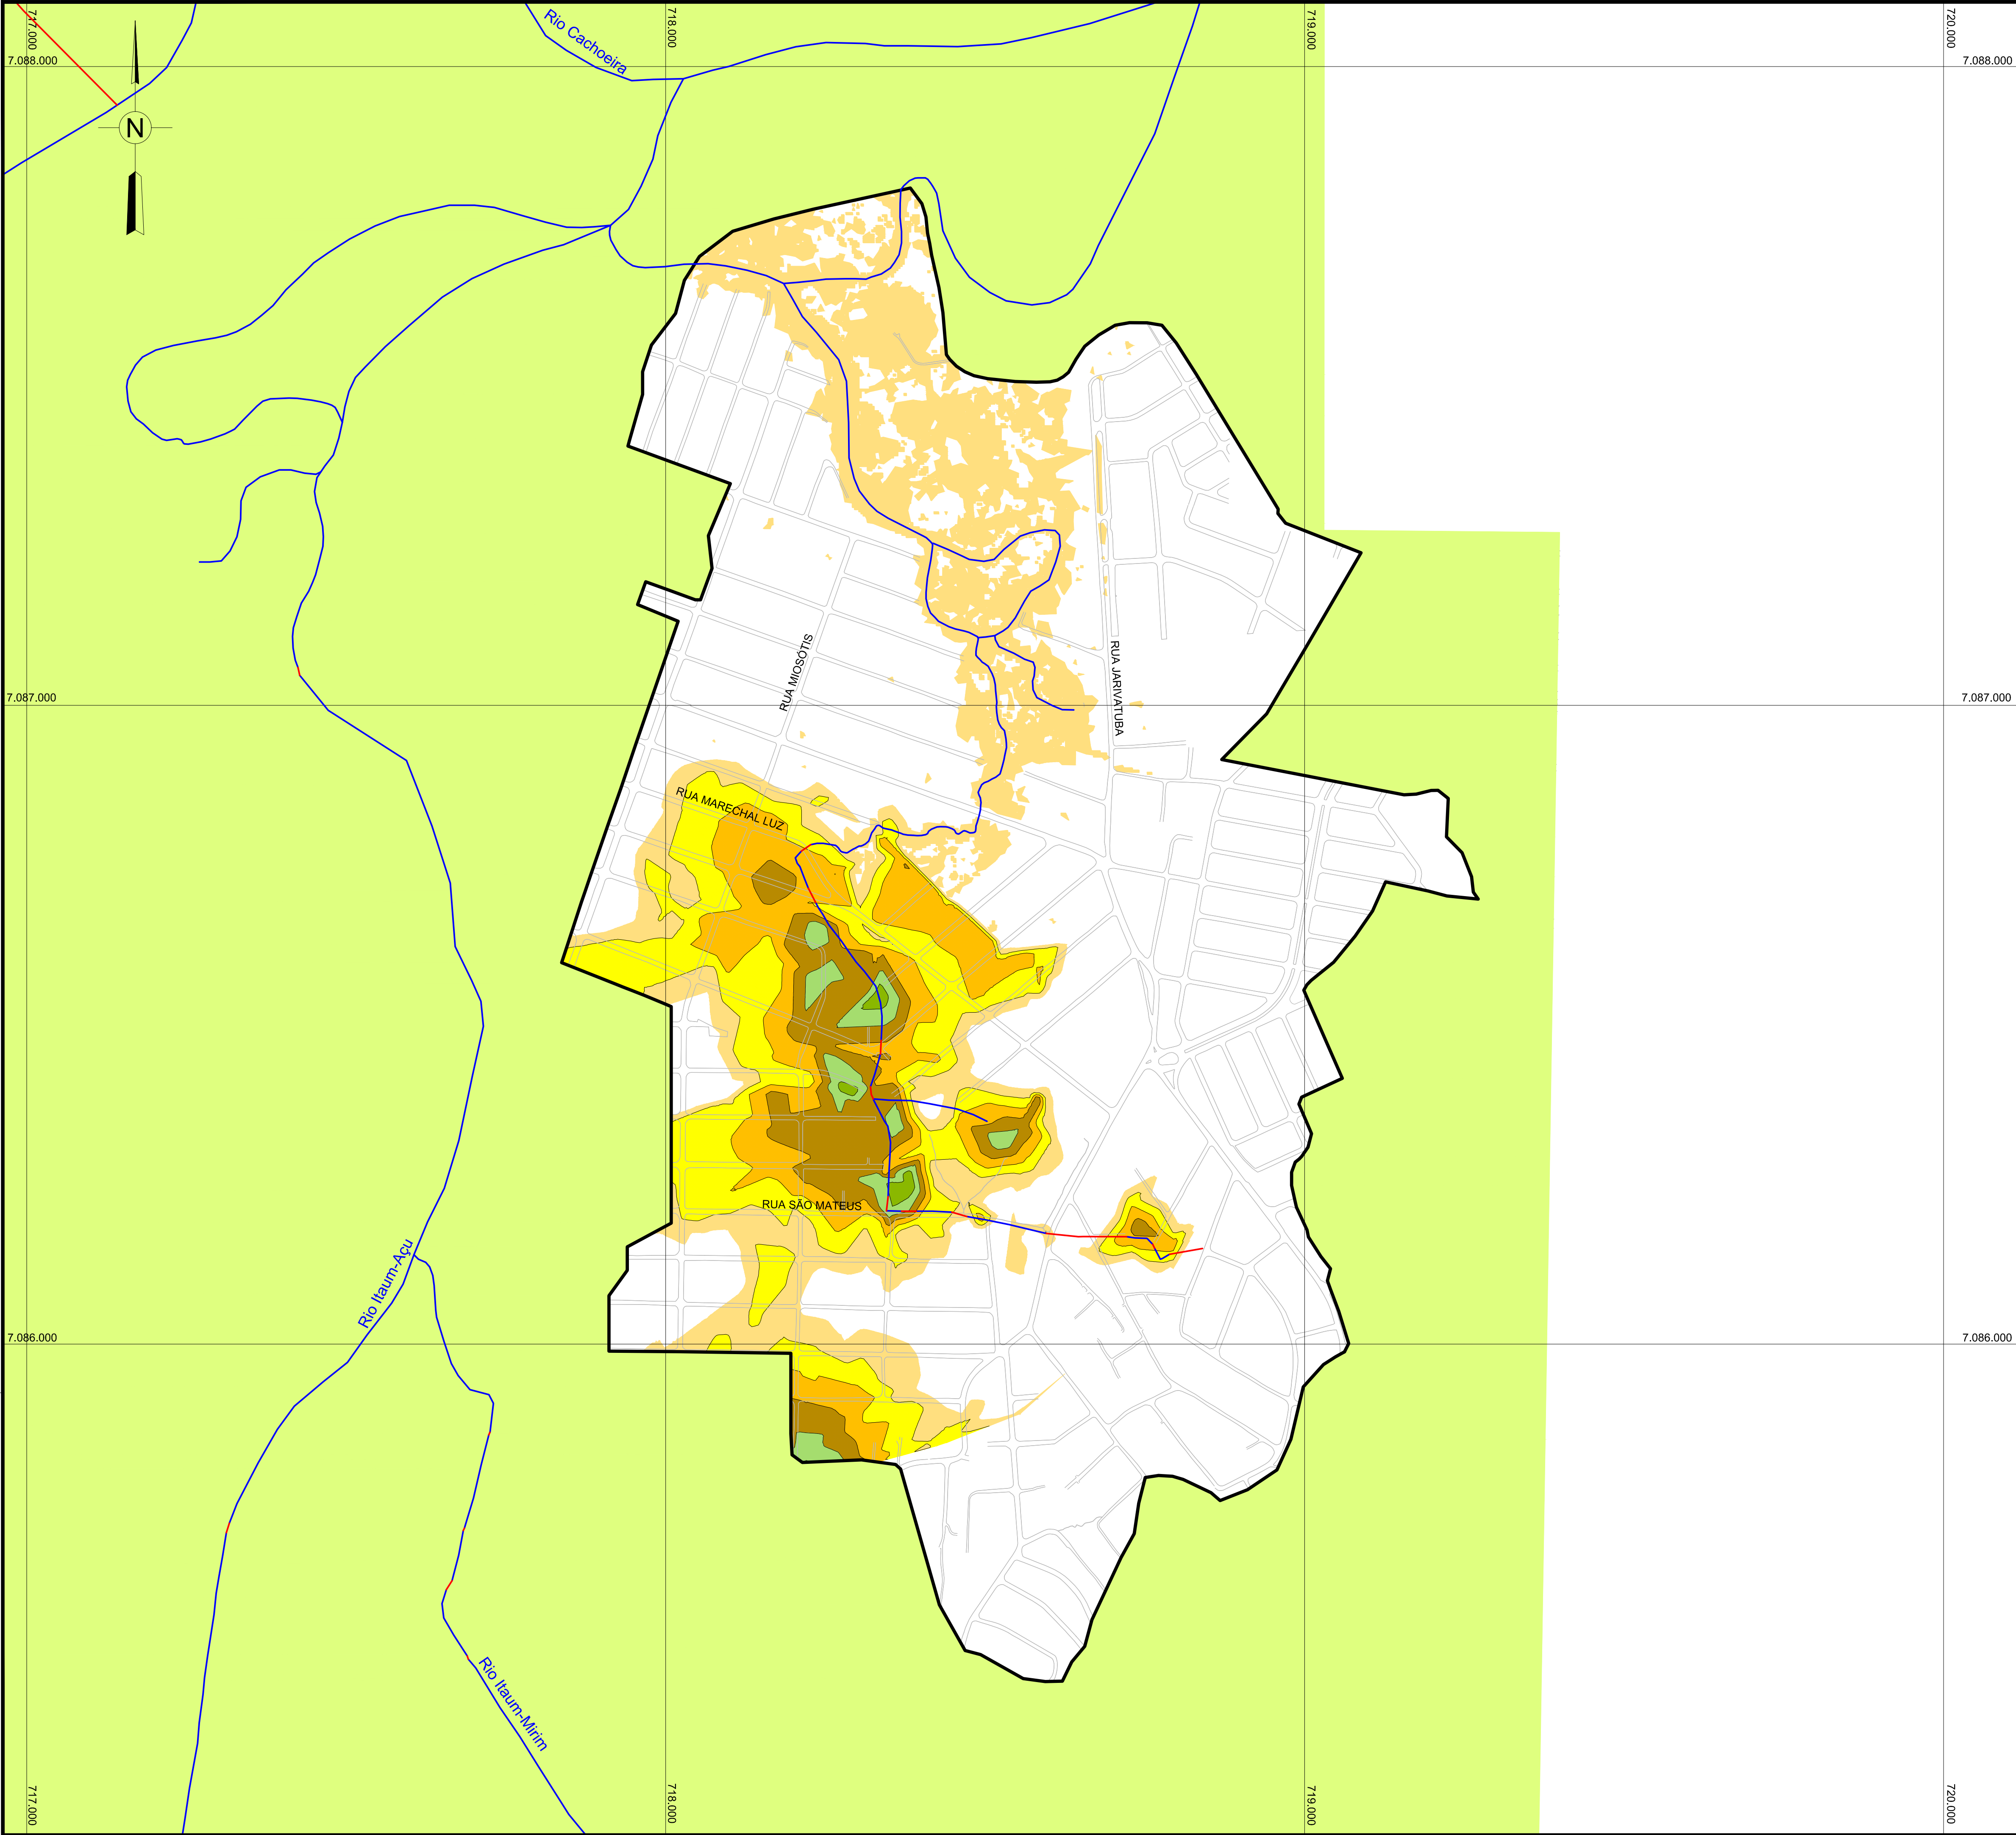 717.000
718.000
719.000
720.000
Rio Cachoeira
7.088.000
7.088.000
N
RUA MIOSÓTIS
RUA JARIVATUBA
7.087.000
7.087.000
RUA MARECHAL LUZ
RUA SÃO MATEUS
Rio Itaum-Açu
7.086.000
7.086.000
Rio Itaum-Mirim
717.000
718.000
719.000
720.000